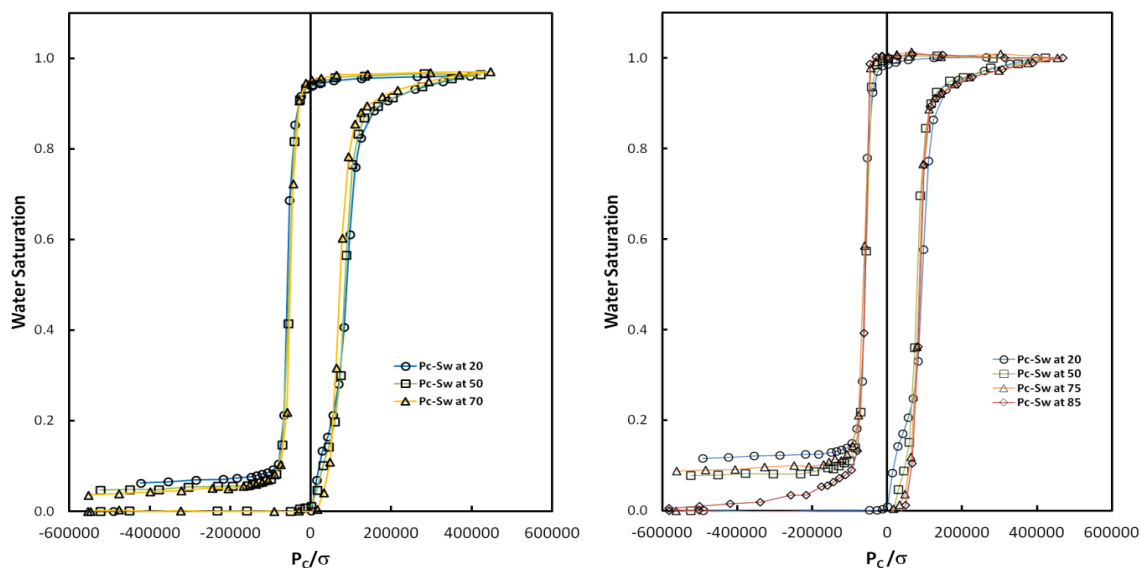 1.0
0.8
0.6
0.4
0.2
0.0
Water Saturation
Pc-Sw at 20
Pc-Sw at 50
Pc-Sw at 70
-600000 -400000 -200000 0 200000 400000 600000
Pc/σ
1.0
0.8
0.6
0.4
0.2
0.0
Water Saturation
Pc-Sw at 20
Pc-Sw at 50
Pc-Sw at 75
Pc-Sw at 85
-600000 -400000 -200000 0 200000 400000 600000
Pc/σ